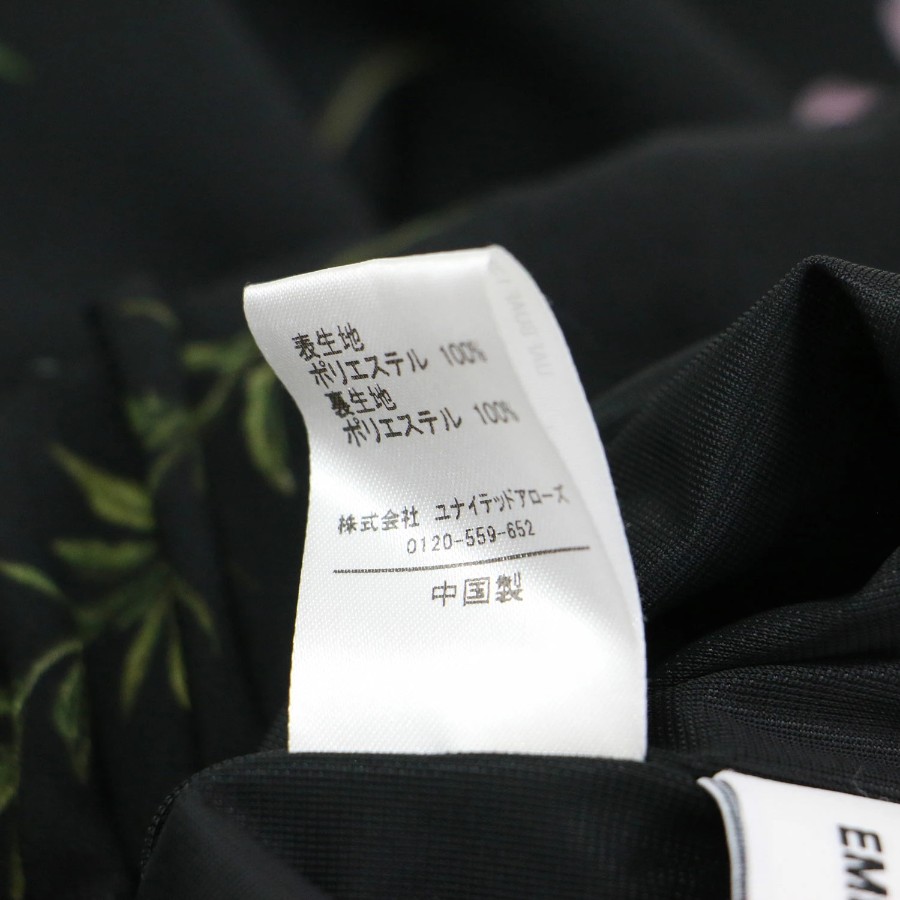 表生地
ポリエステル 100%
裏生地
ポリエステル 100%
株式会社 ユナイテッドアローズ
0120-559-652
中国製